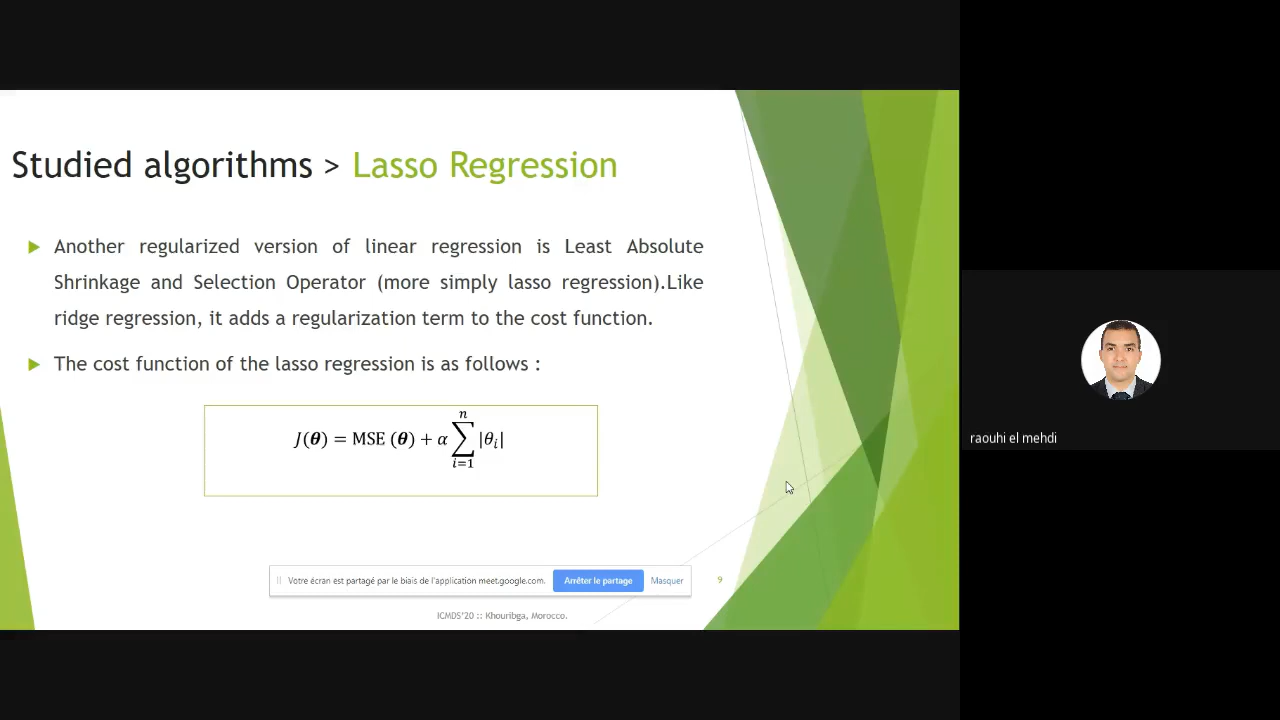 Studied algorithms > Lasso Regression
Another regularized version of linear regression is Least Absolute
Shrinkage and Selection Operator (more simply lasso regression).Like
ridge regression, it adds a regularization term to the cost function.
The cost function of the lasso regression is as follows :
J(𝜽) = MSE (𝜽) + α ∑_{i=1}^{n} |θ_i|
Votre écran est partagé par le biais de l'application meet.google.com. Arrêter le partage Masquer
9
ICMDS'20 :: Khouribga, Morocco.
raouhi el mehdi